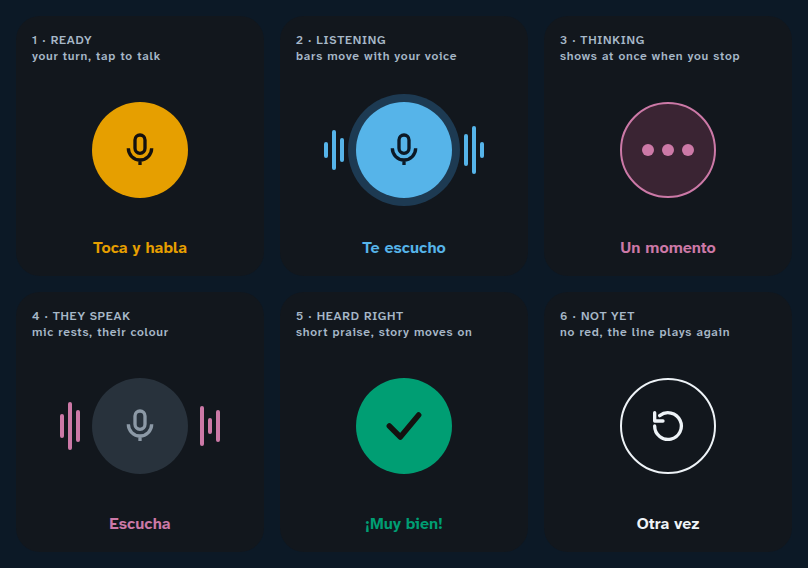 1 · READY
your turn, tap to talk
Toca y habla
2 · LISTENING
bars move with your voice
Te escucho
3 · THINKING
shows at once when you stop
Un momento
4 · THEY SPEAK
mic rests, their colour
Escucha
5 · HEARD RIGHT
short praise, story moves on
¡Muy bien!
6 · NOT YET
no red, the line plays again
Otra vez